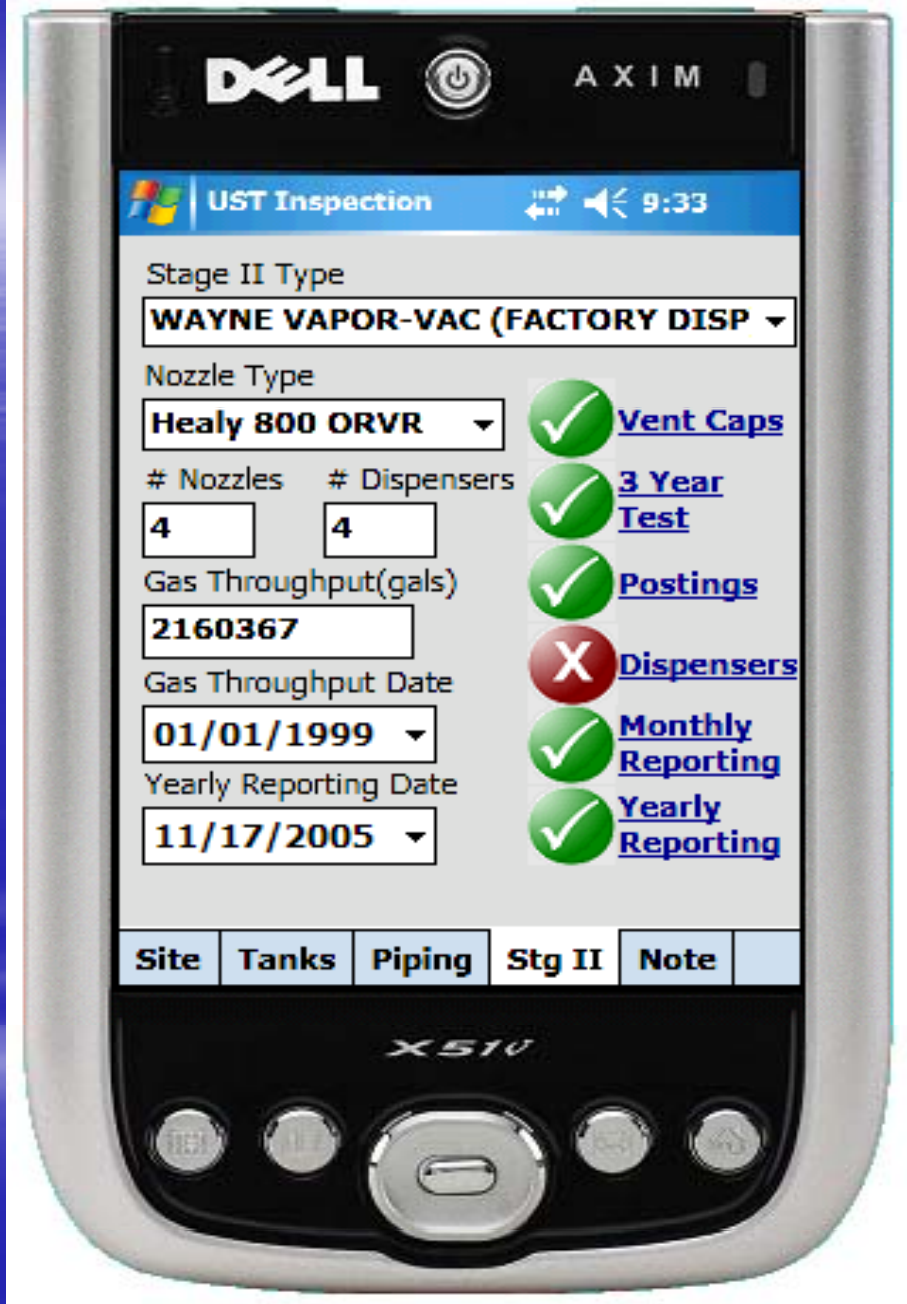 DELL AXIM
UST Inspection 9:33
Stage II Type
WAYNE VAPOR-VAC (FACTORY DISP
Nozzle Type
Healy 800 ORVR
Vent Caps
# Nozzles # Dispensers
4 4
3 Year
Test
Gas Throughput(gals)
2160367
Postings
Gas Throughput Date
01/01/1999
Dispensers
Monthly
Reporting
Yearly Reporting Date
11/17/2005
Yearly
Reporting
Site Tanks Piping Stg II Note
X51v